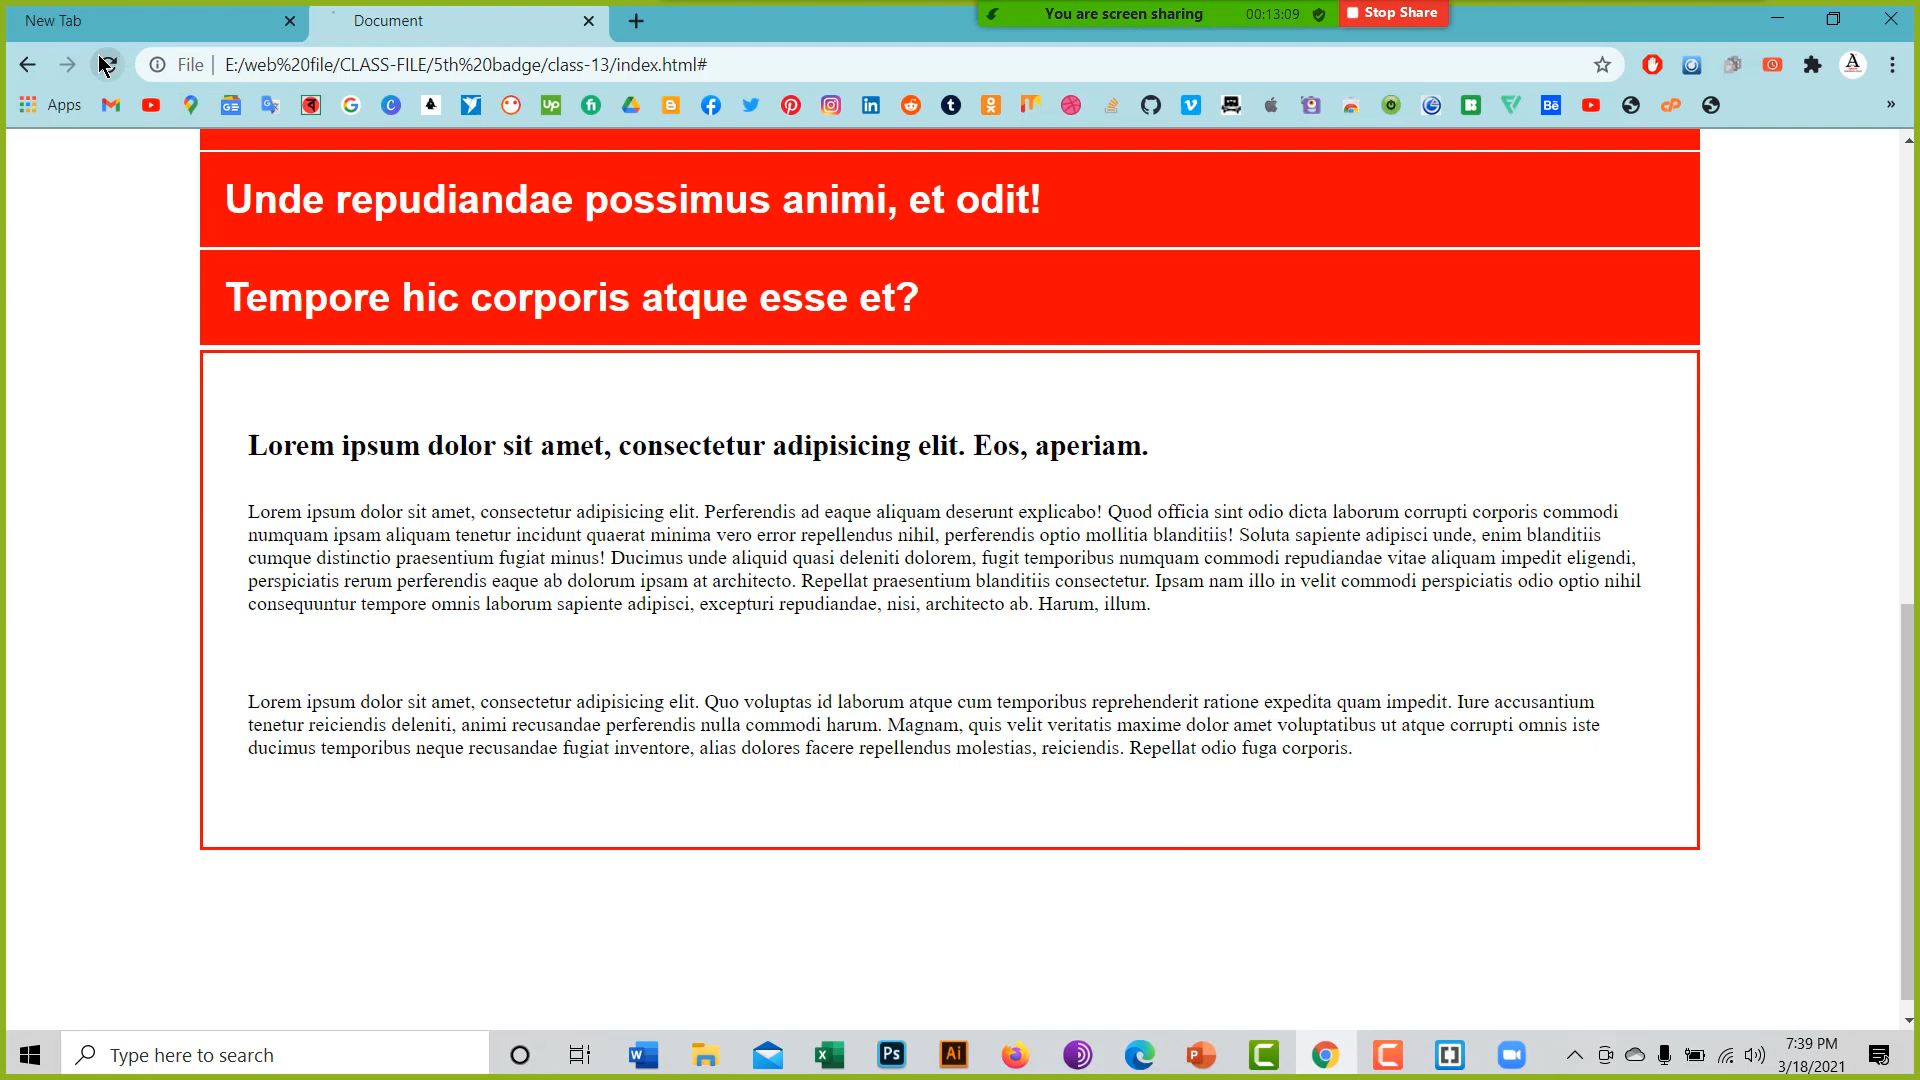 New Tab
Document
You are screen sharing
00:13:09
Stop Share
File
E:/web%20file/CLASS-FILE/5th%20badge/class-13/index.html#
Apps
Unde repudiandae possimus animi, et odit!
Tempore hic corporis atque esse et?
Lorem ipsum dolor sit amet, consectetur adipisicing elit. Eos, aperiam.
Lorem ipsum dolor sit amet, consectetur adipisicing elit. Perferendis ad eaque aliquam deserunt explicabo! Quod officia sint odio dicta laborum corrupti corporis commodi
numquam ipsam aliquam tenetur incidunt quaerat minima vero error repellendus nihil, perferendis optio mollitia blanditiis! Soluta sapiente adipisci unde, enim blanditiis
cumque distinctio praesentium fugiat minus! Ducimus unde aliquid quasi deleniti dolorem, fugit temporibus numquam commodi repudiandae vitae aliquam impedit eligendi,
perspiciatis rerum perferendis eaque ab dolorum ipsam at architecto. Repellat praesentium blanditiis consectetur. Ipsam nam illo in velit commodi perspiciatis odio optio nihil
consequuntur tempore omnis laborum sapiente adipisci, excepturi repudiandae, nisi, architecto ab. Harum, illum.
Lorem ipsum dolor sit amet, consectetur adipisicing elit. Quo voluptas id laborum atque cum temporibus reprehenderit ratione expedita quam impedit. Iure accusantium
tenetur reiciendis deleniti, animi recusandae perferendis nulla commodi harum. Magnam, quis velit veritatis maxime dolor amet voluptatibus ut atque corrupti omnis iste
ducimus temporibus neque recusandae fugiat inventore, alias dolores facere repellendus molestias, reiciendis. Repellat odio fuga corporis.
Type here to search
7:39 PM
3/18/2021